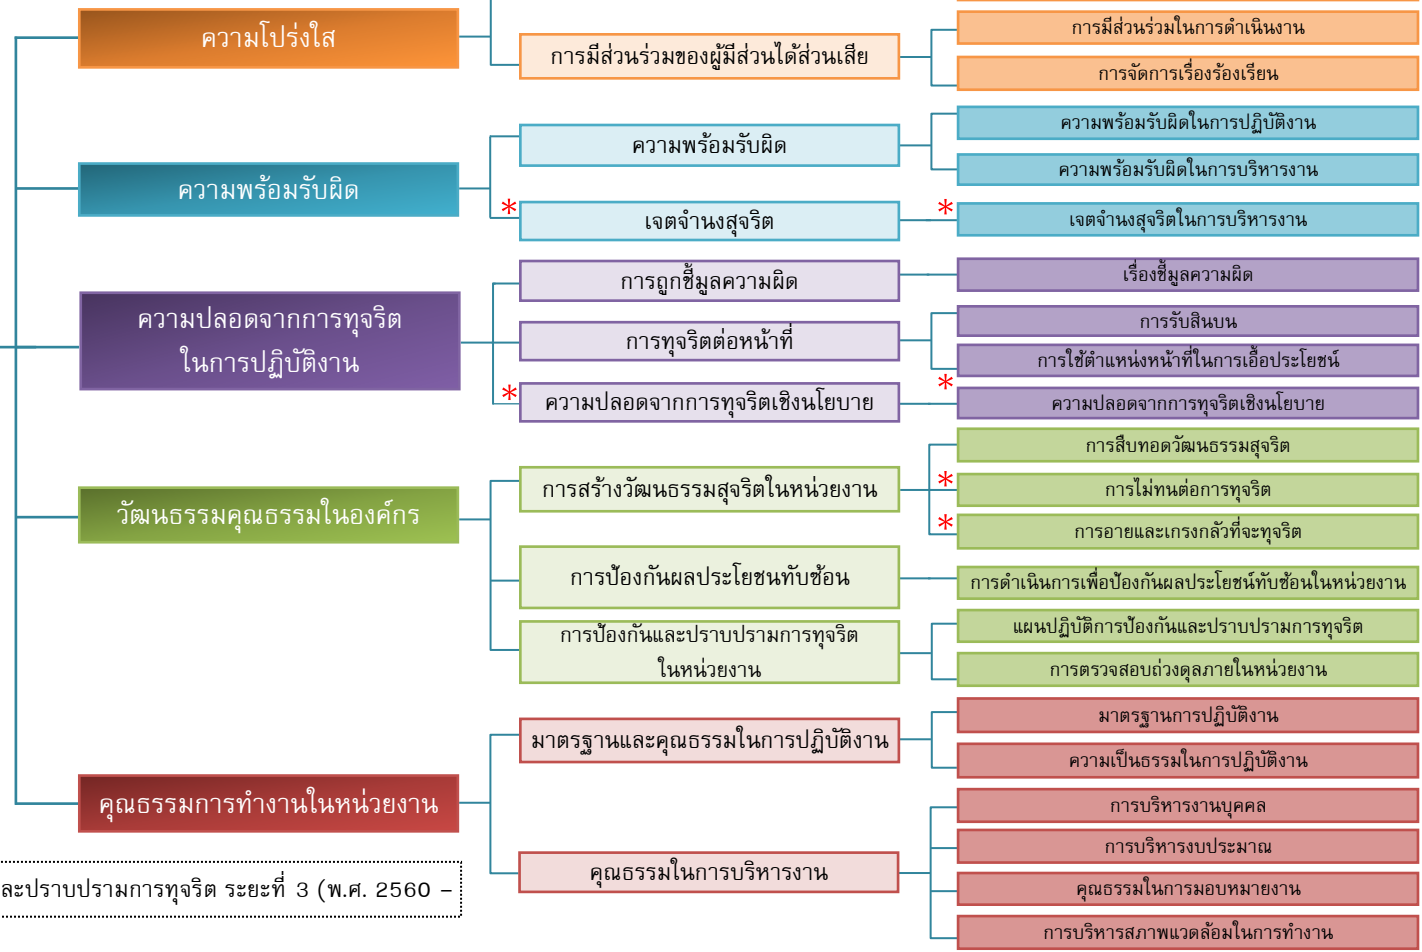 ความโปร่งใส
การมีส่วนร่วมของผู้มีส่วนได้ส่วนเสีย
การมีส่วนร่วมในการดำเนินงาน
การจัดการเรื่องร้องเรียน
ความพร้อมรับผิด
ความพร้อมรับผิด
ความพร้อมรับผิดในการปฏิบัติงาน
ความพร้อมรับผิดในการบริหารงาน
* เจตจำนงสุจริต
* เจตจำนงสุจริตในการบริหารงาน
ความปลอดจากการทุจริต
ในการปฏิบัติงาน
การถูกชี้มูลความผิด
เรื่องชี้มูลความผิด
การทุจริตต่อหน้าที่
การรับสินบน
การใช้ตำแหน่งหน้าที่ในการเอื้อประโยชน์
* ความปลอดจากการทุจริตเชิงนโยบาย
* ความปลอดจากการทุจริตเชิงนโยบาย
วัฒนธรรมคุณธรรมในองค์กร
การสร้างวัฒนธรรมสุจริตในหน่วยงาน
การสืบทอดวัฒนธรรมสุจริต
* การไม่ทนต่อการทุจริต
* การอายและเกรงกลัวที่จะทุจริต
การป้องกันผลประโยชนทับซ้อน
การดำเนินการเพื่อป้องกันผลประโยชน์ทับซ้อนในหน่วยงาน
การป้องกันและปราบปรามการทุจริต
ในหน่วยงาน
แผนปฏิบัติการป้องกันและปราบปรามการทุจริต
การตรวจสอบถ่วงดุลภายในหน่วยงาน
คุณธรรมการทำงานในหน่วยงาน
มาตรฐานและคุณธรรมในการปฏิบัติงาน
มาตรฐานการปฏิบัติงาน
ความเป็นธรรมในการปฏิบัติงาน
คุณธรรมในการบริหารงาน
การบริหารงานบุคคล
การบริหารงบประมาณ
คุณธรรมในการมอบหมายงาน
การบริหารสภาพแวดล้อมในการทำงาน
ละปราบปรามการทุจริต ระยะที่ 3 (พ.ศ. 2560 –